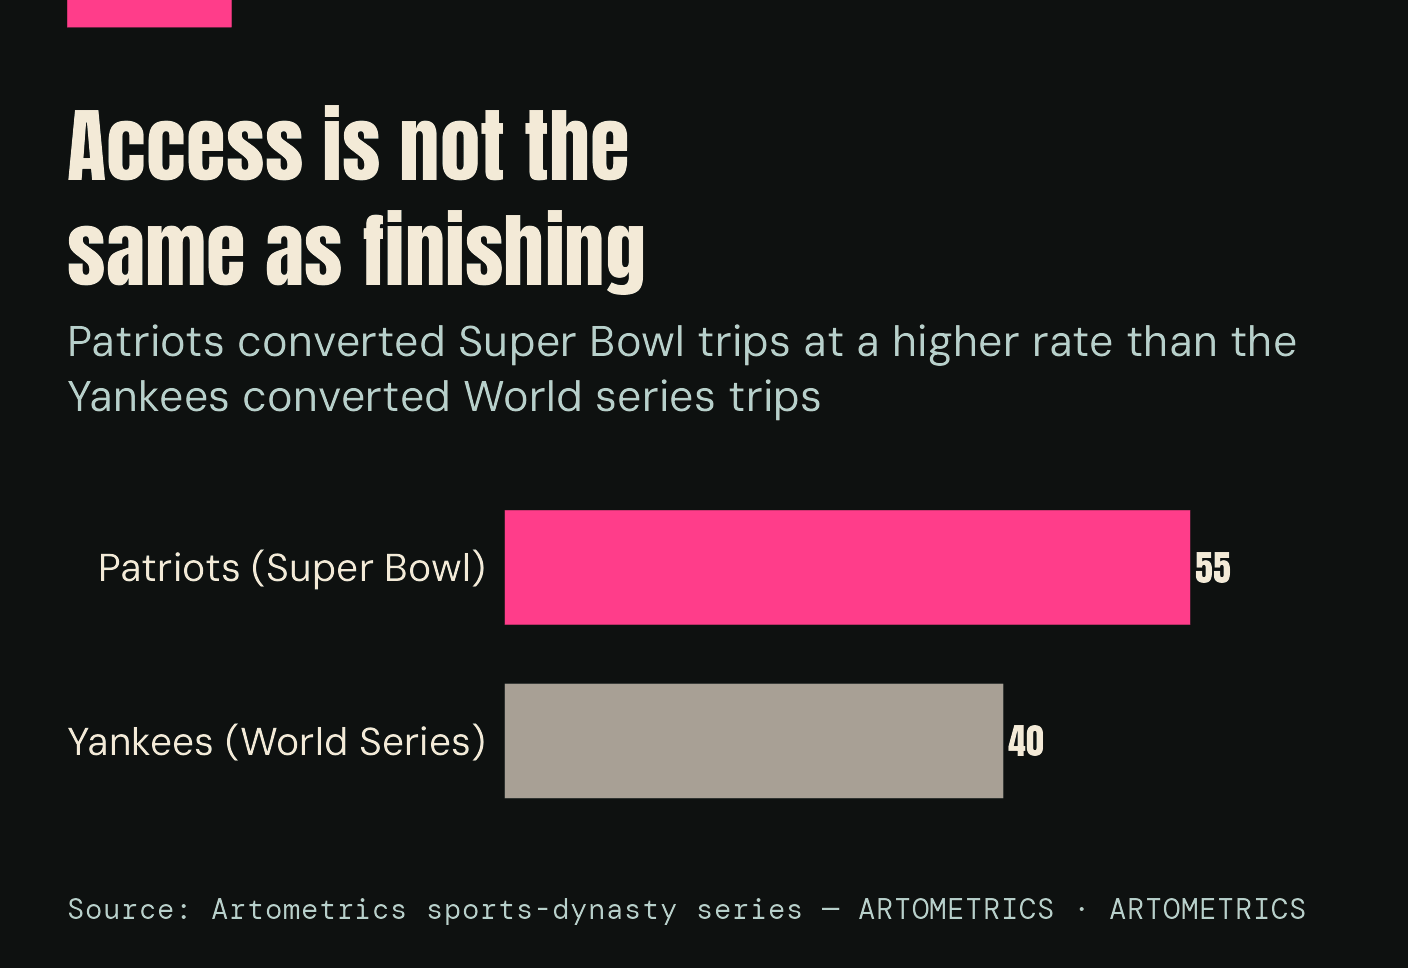 Access is not the
same as finishing
Patriots converted Super Bowl trips at a higher rate than the
Yankees converted World series trips
Patriots (Super Bowl) 55
Yankees (World Series) 40
Source: Artometrics sports-dynasty series — ARTOMETRICS · ARTOMETRICS